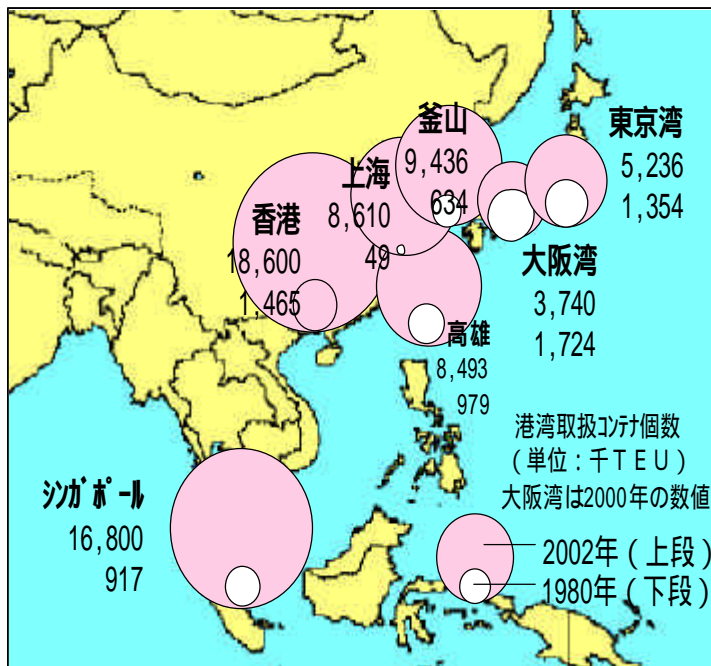 釜山
9,436
634
東京湾
5,236
1,354
上海
8,610
49
香港
18,600
1,465
大阪湾
3,740
1,724
高雄
8,493
979
港湾取扱ｺﾝﾃﾅ個数
（単位：千ＴＥＵ）
大阪湾は2000年の数値
ｼﾝｶﾞﾎﾟｰﾙ
16,800
917
2002年（上段）
1980年（下段）